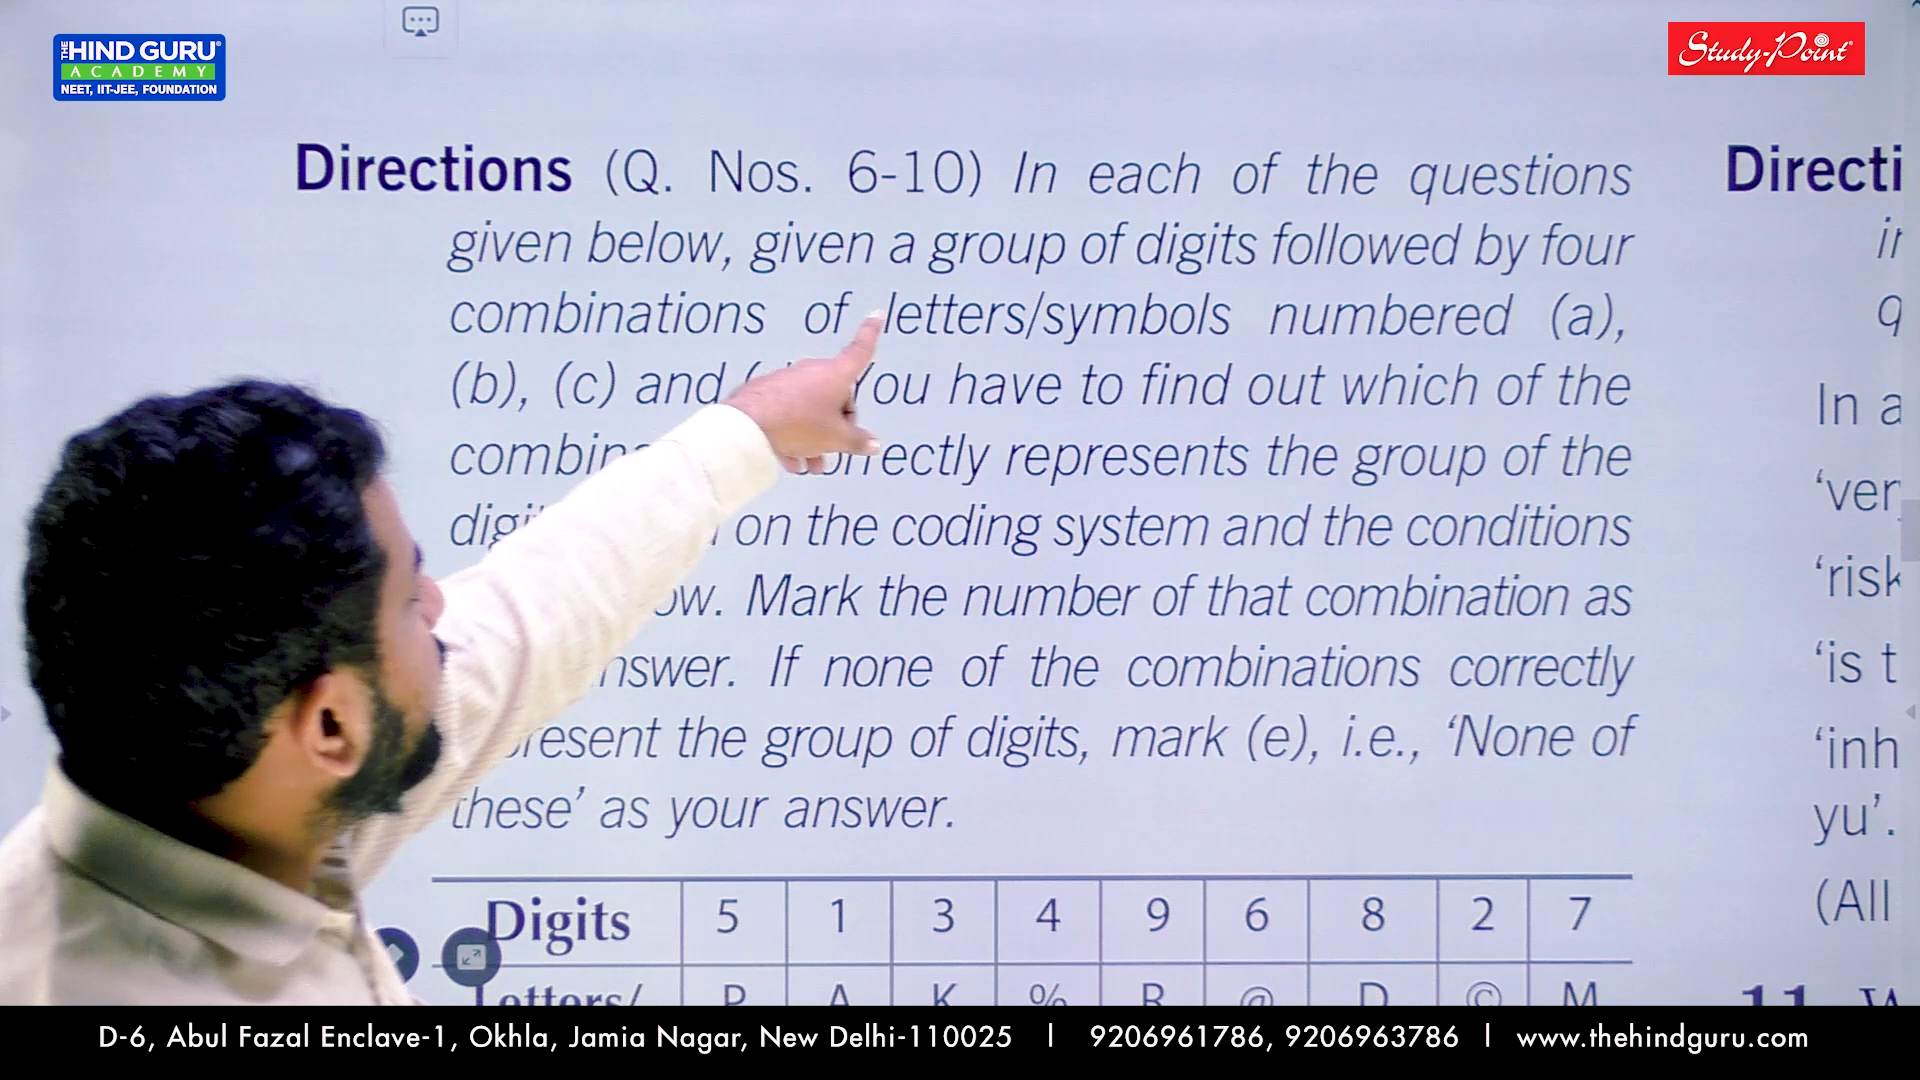 THE HIND GURU®
ACADEMY
NEET, IIT-JEE, FOUNDATION
Study-Point
Directions (Q. Nos. 6-10) In each of the questions
given below, given a group of digits followed by four
combinations of letters/symbols numbered (a),
(b), (c) and You have to find out which of the
represents the group of the
on the coding system and the conditions
Mark the number of that combination as
If none of the combinations correctly
the group of digits, mark (e), i.e., ‘None of
these’ as your answer.
Digits 5 1 3 4 9 6 8 2 7
A K % @ D © M
Directi
in
q
In a
‘ver
‘risk
‘is t
‘inh
yu’.
(All
11. W
D-6, Abul Fazal Enclave-1, Okhla, Jamia Nagar, New Delhi-110025 | 9206961786, 9206963786 | www.thehindguru.com